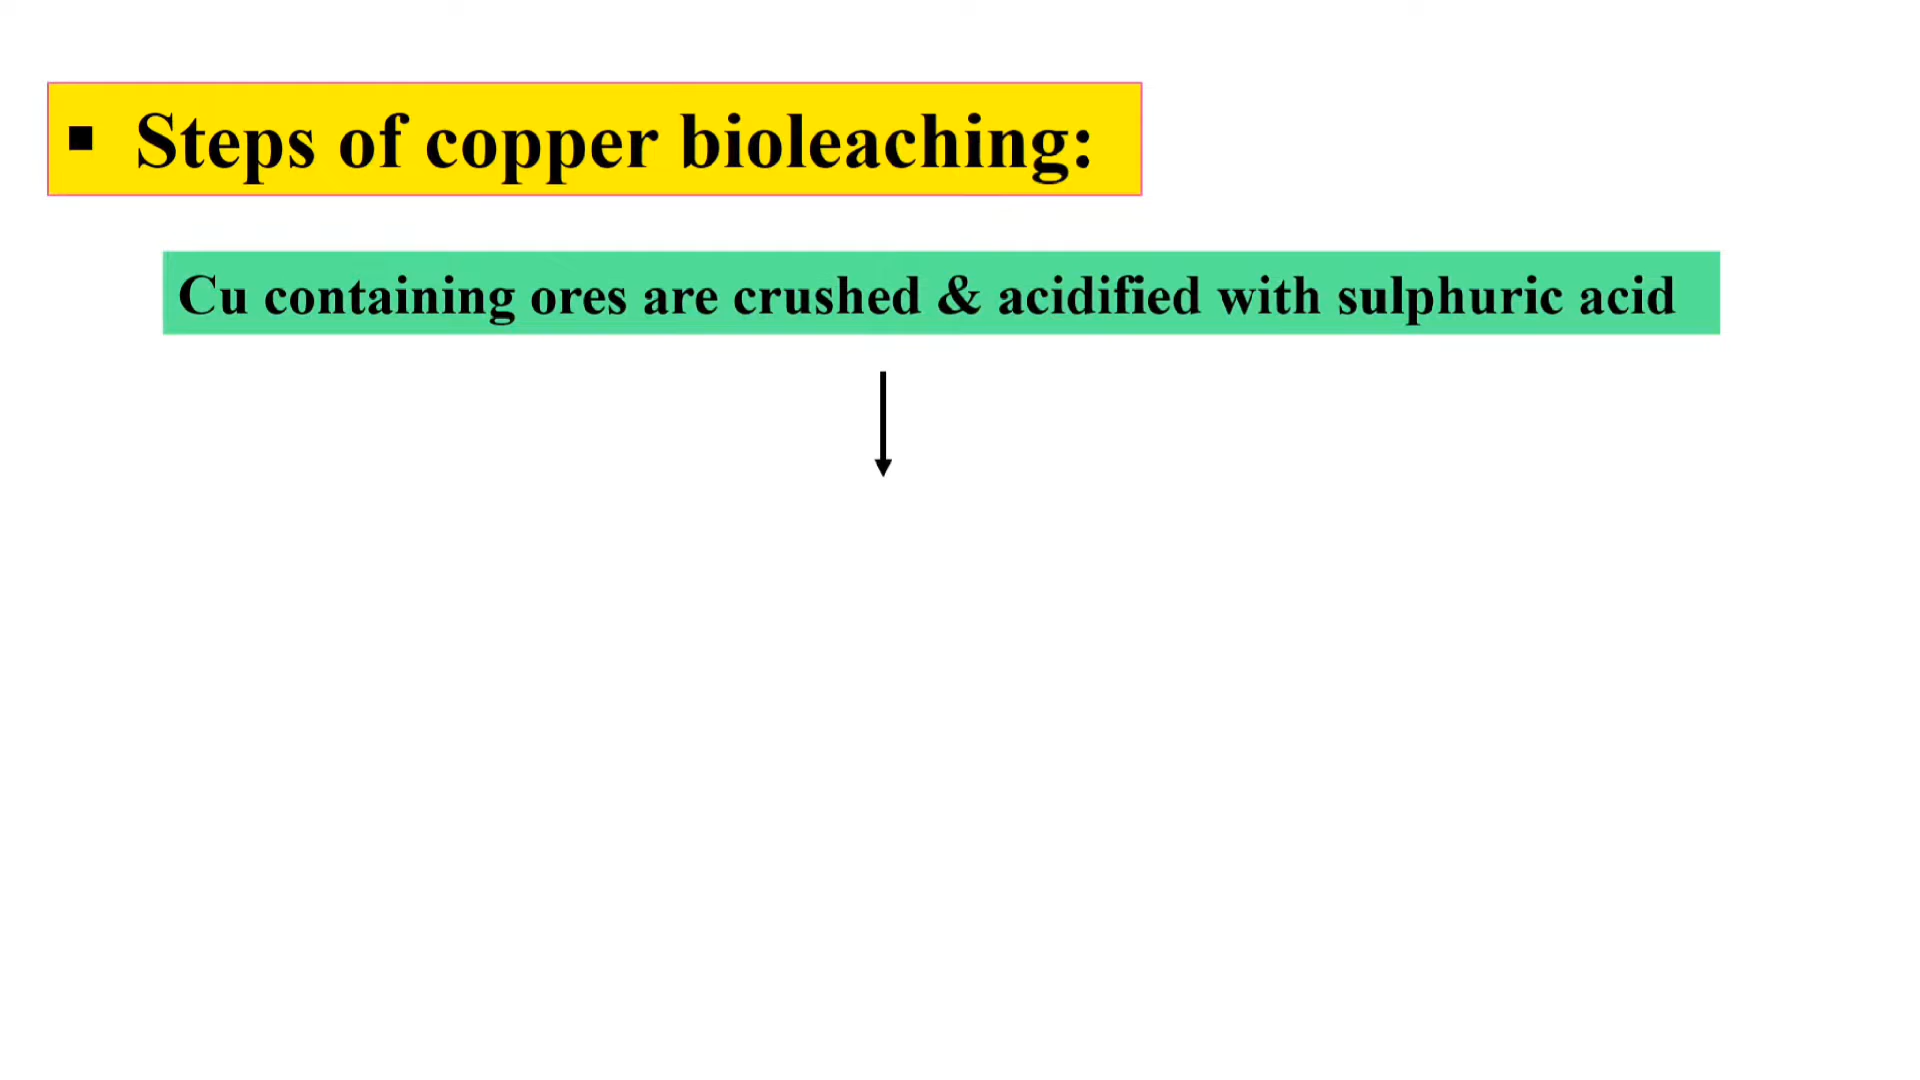 ▪ Steps of copper bioleaching:
Cu containing ores are crushed & acidified with sulphuric acid